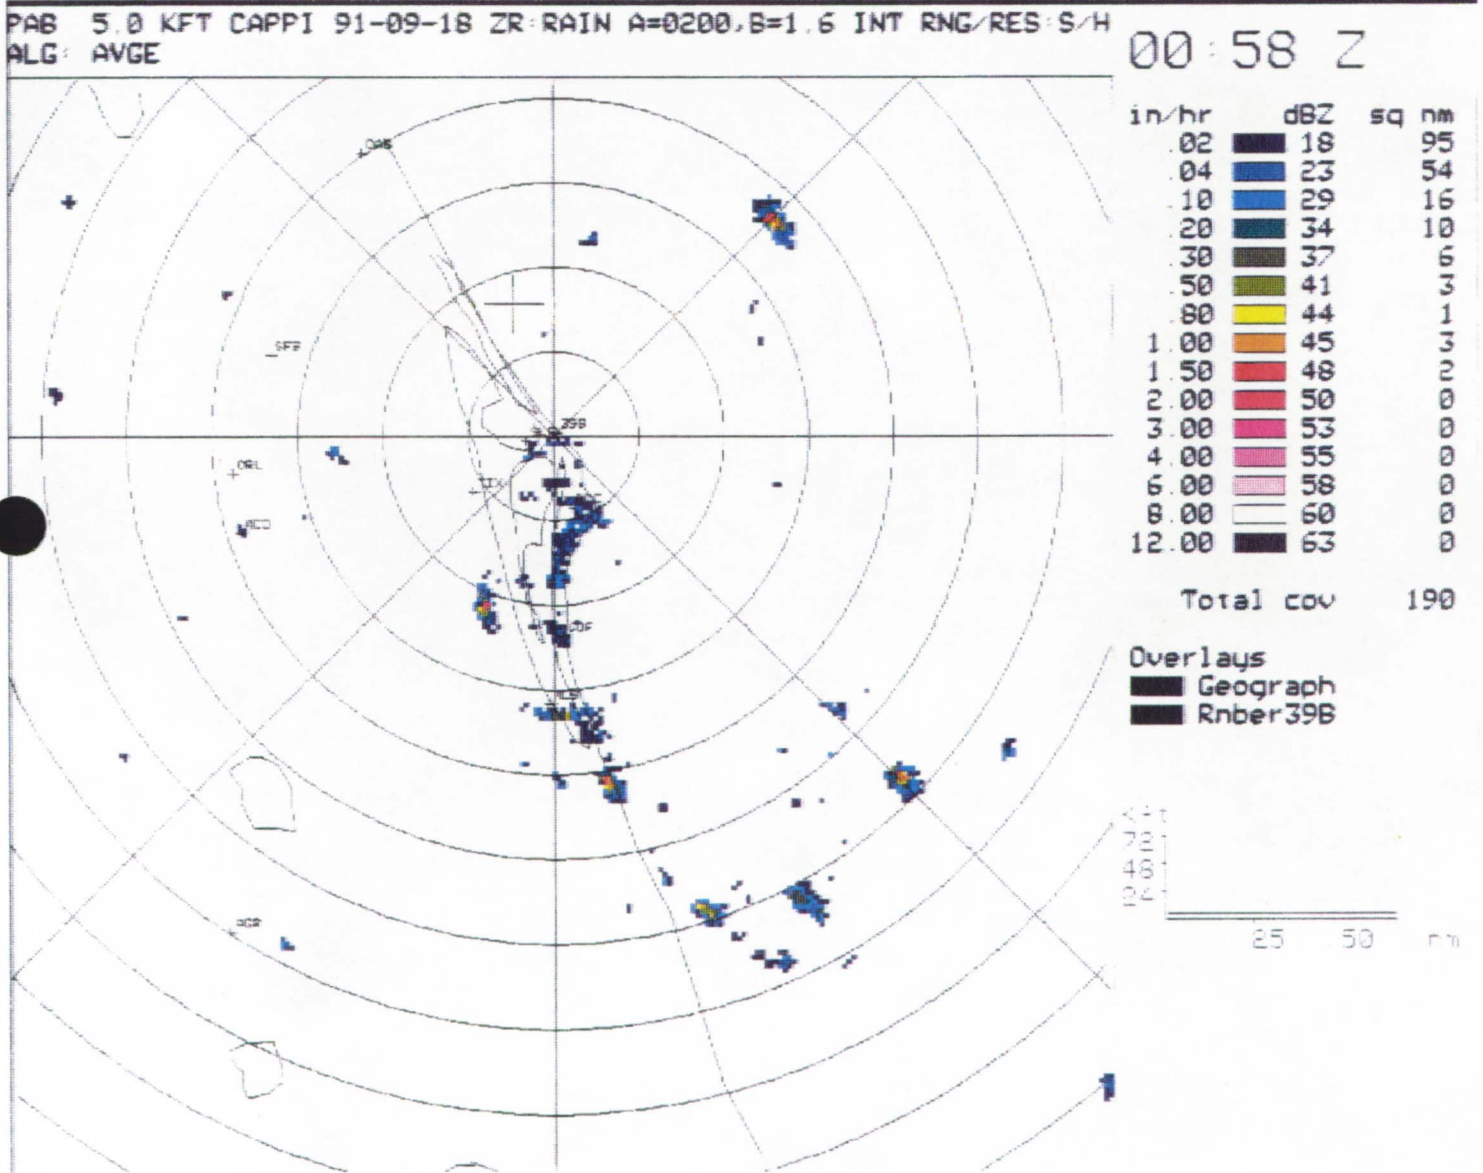 PAB 5.0 KFT CAPPI 91-09-18 ZR:RAIN A=0200,B=1.6 INT RNG/RES:S/H
ALG: AVGE
00:58 Z
in/hr dBZ sq nm
.02 18 95
.04 23 54
.10 29 16
.20 34 10
.30 37 6
.50 41 3
.80 44 1
1.00 45 3
1.50 48 2
2.00 50 0
3.00 53 0
4.00 55 0
6.00 58 0
8.00 60 0
12.00 63 0
Total cov 190
Overlays
Geograph
Rnber39B
39B
ORL
Kft
72
48
24
25 50 nm